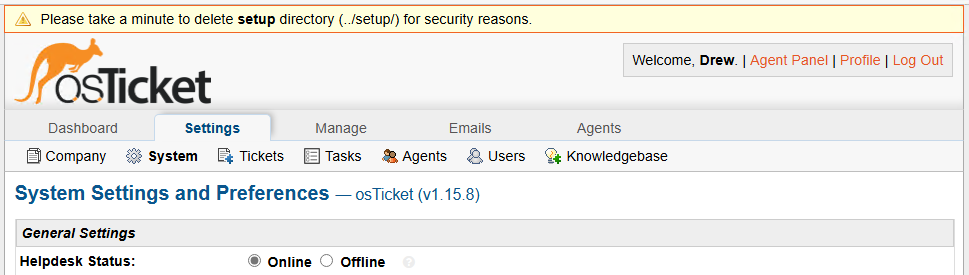 Please take a minute to delete setup directory (../setup/) for security reasons.
osTicket
Welcome, Drew. | Agent Panel | Profile | Log Out
Dashboard Settings Manage Emails Agents
Company System Tickets Tasks Agents Users Knowledgebase
System Settings and Preferences — osTicket (v1.15.8)
General Settings
Helpdesk Status: Online Offline ?